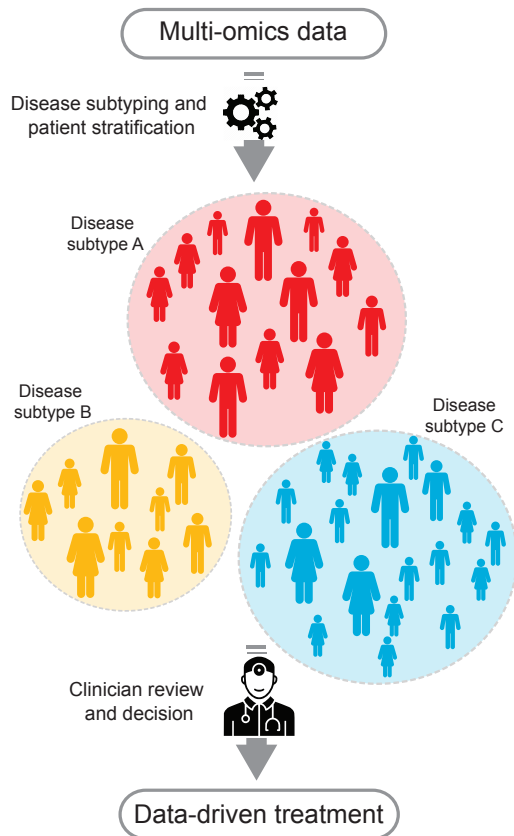 Multi-omics data
Disease subtyping and
patient stratification
Disease
subtype A
Disease
subtype B
Disease
subtype C
Clinician review
and decision
Data-driven treatment